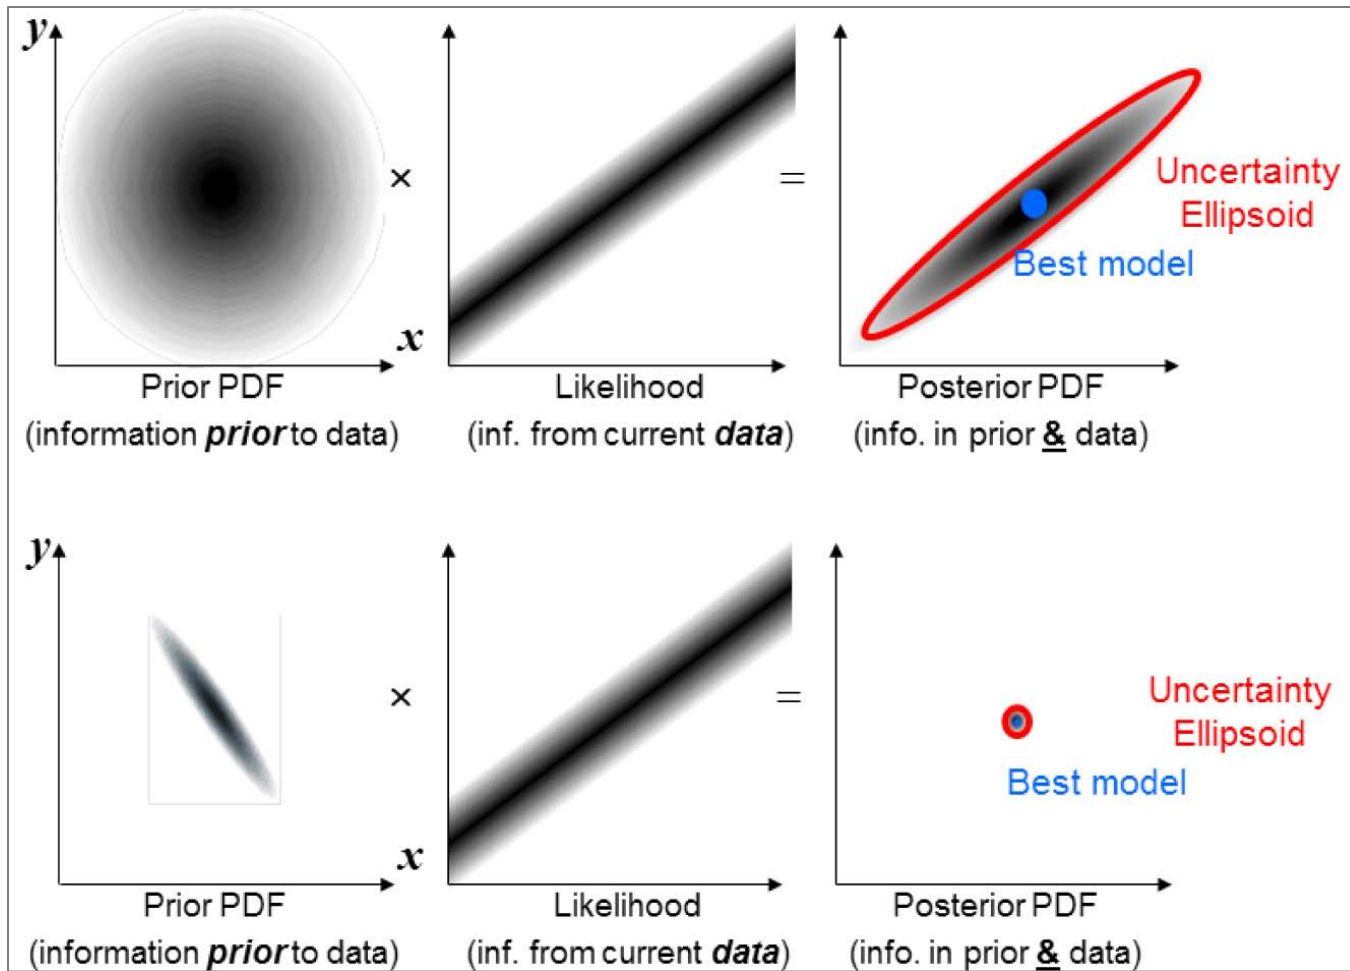 y
×
=
Uncertainty
Ellipsoid
Best model
x
Prior PDF
Likelihood
Posterior PDF
(information prior to data)
(inf. from current data)
(info. in prior & data)
y
×
=
Uncertainty
Ellipsoid
Best model
x
Prior PDF
Likelihood
Posterior PDF
(information prior to data)
(inf. from current data)
(info. in prior & data)